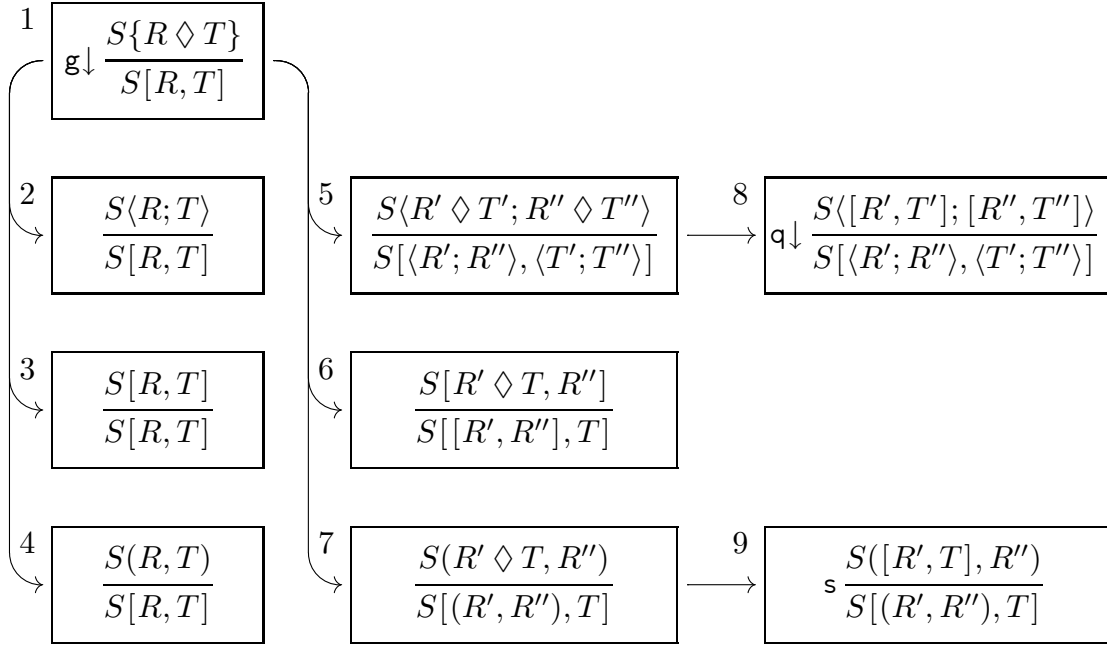 1 g↓ S{R ◇ T}
S[R, T]
2 S⟨R; T⟩
S[R, T]
5 S⟨R′ ◇ T′; R″ ◇ T″⟩
S[⟨R′; R″⟩, ⟨T′; T″⟩]
8 q↓ S⟨[R′, T′]; [R″, T″]⟩
S[⟨R′; R″⟩, ⟨T′; T″⟩]
3 S[R, T]
S[R, T]
6 S[R′ ◇ T, R″]
S[[R′, R″], T]
4 S(R, T)
S[R, T]
7 S(R′ ◇ T, R″)
S[(R′, R″), T]
9 s S([R′, T], R″)
S[(R′, R″), T]